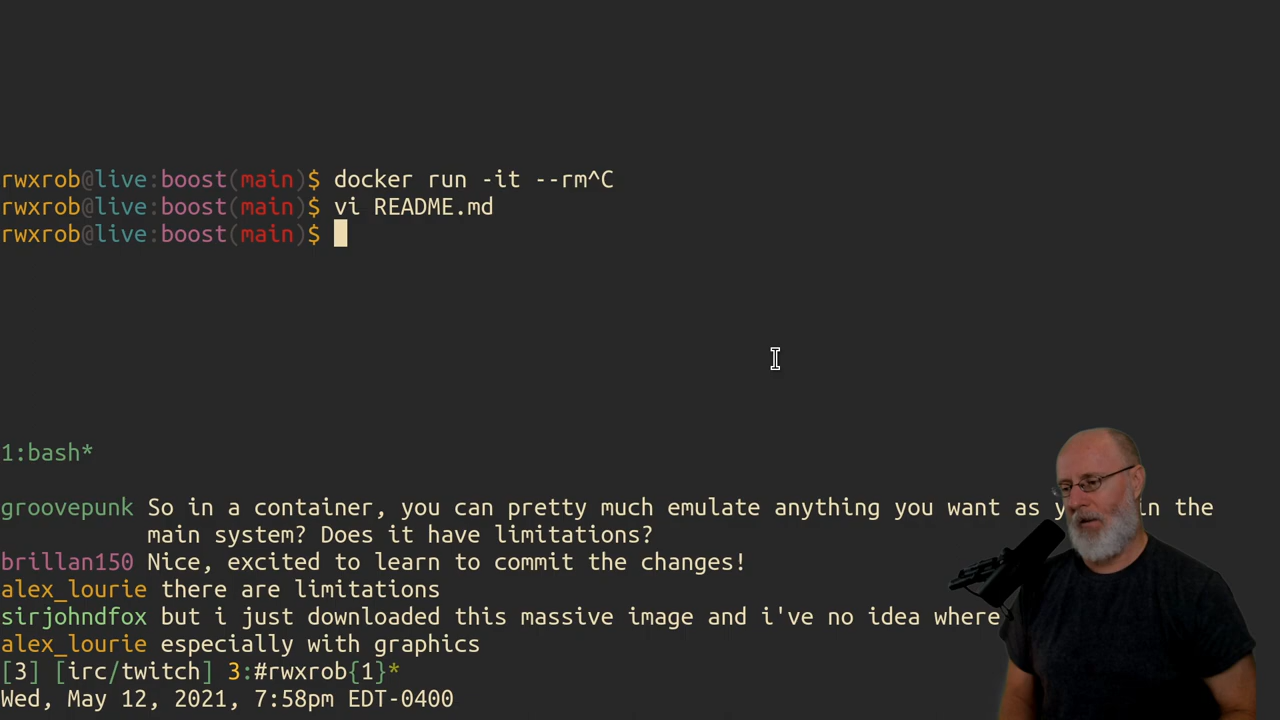 rwxrob@live:boost(main)$ docker run -it --rm^C
rwxrob@live:boost(main)$ vi README.md
rwxrob@live:boost(main)$
1:bash*
groovepunk So in a container, you can pretty much emulate anything you want as in the
main system? Does it have limitations?
brillan150 Nice, excited to learn to commit the changes!
alex_lourie there are limitations
sirjohndfox but i just downloaded this massive image and i've no idea where
alex_lourie especially with graphics
[3] [irc/twitch] 3:#rwxrob{1}*
Wed, May 12, 2021, 7:58pm EDT-0400